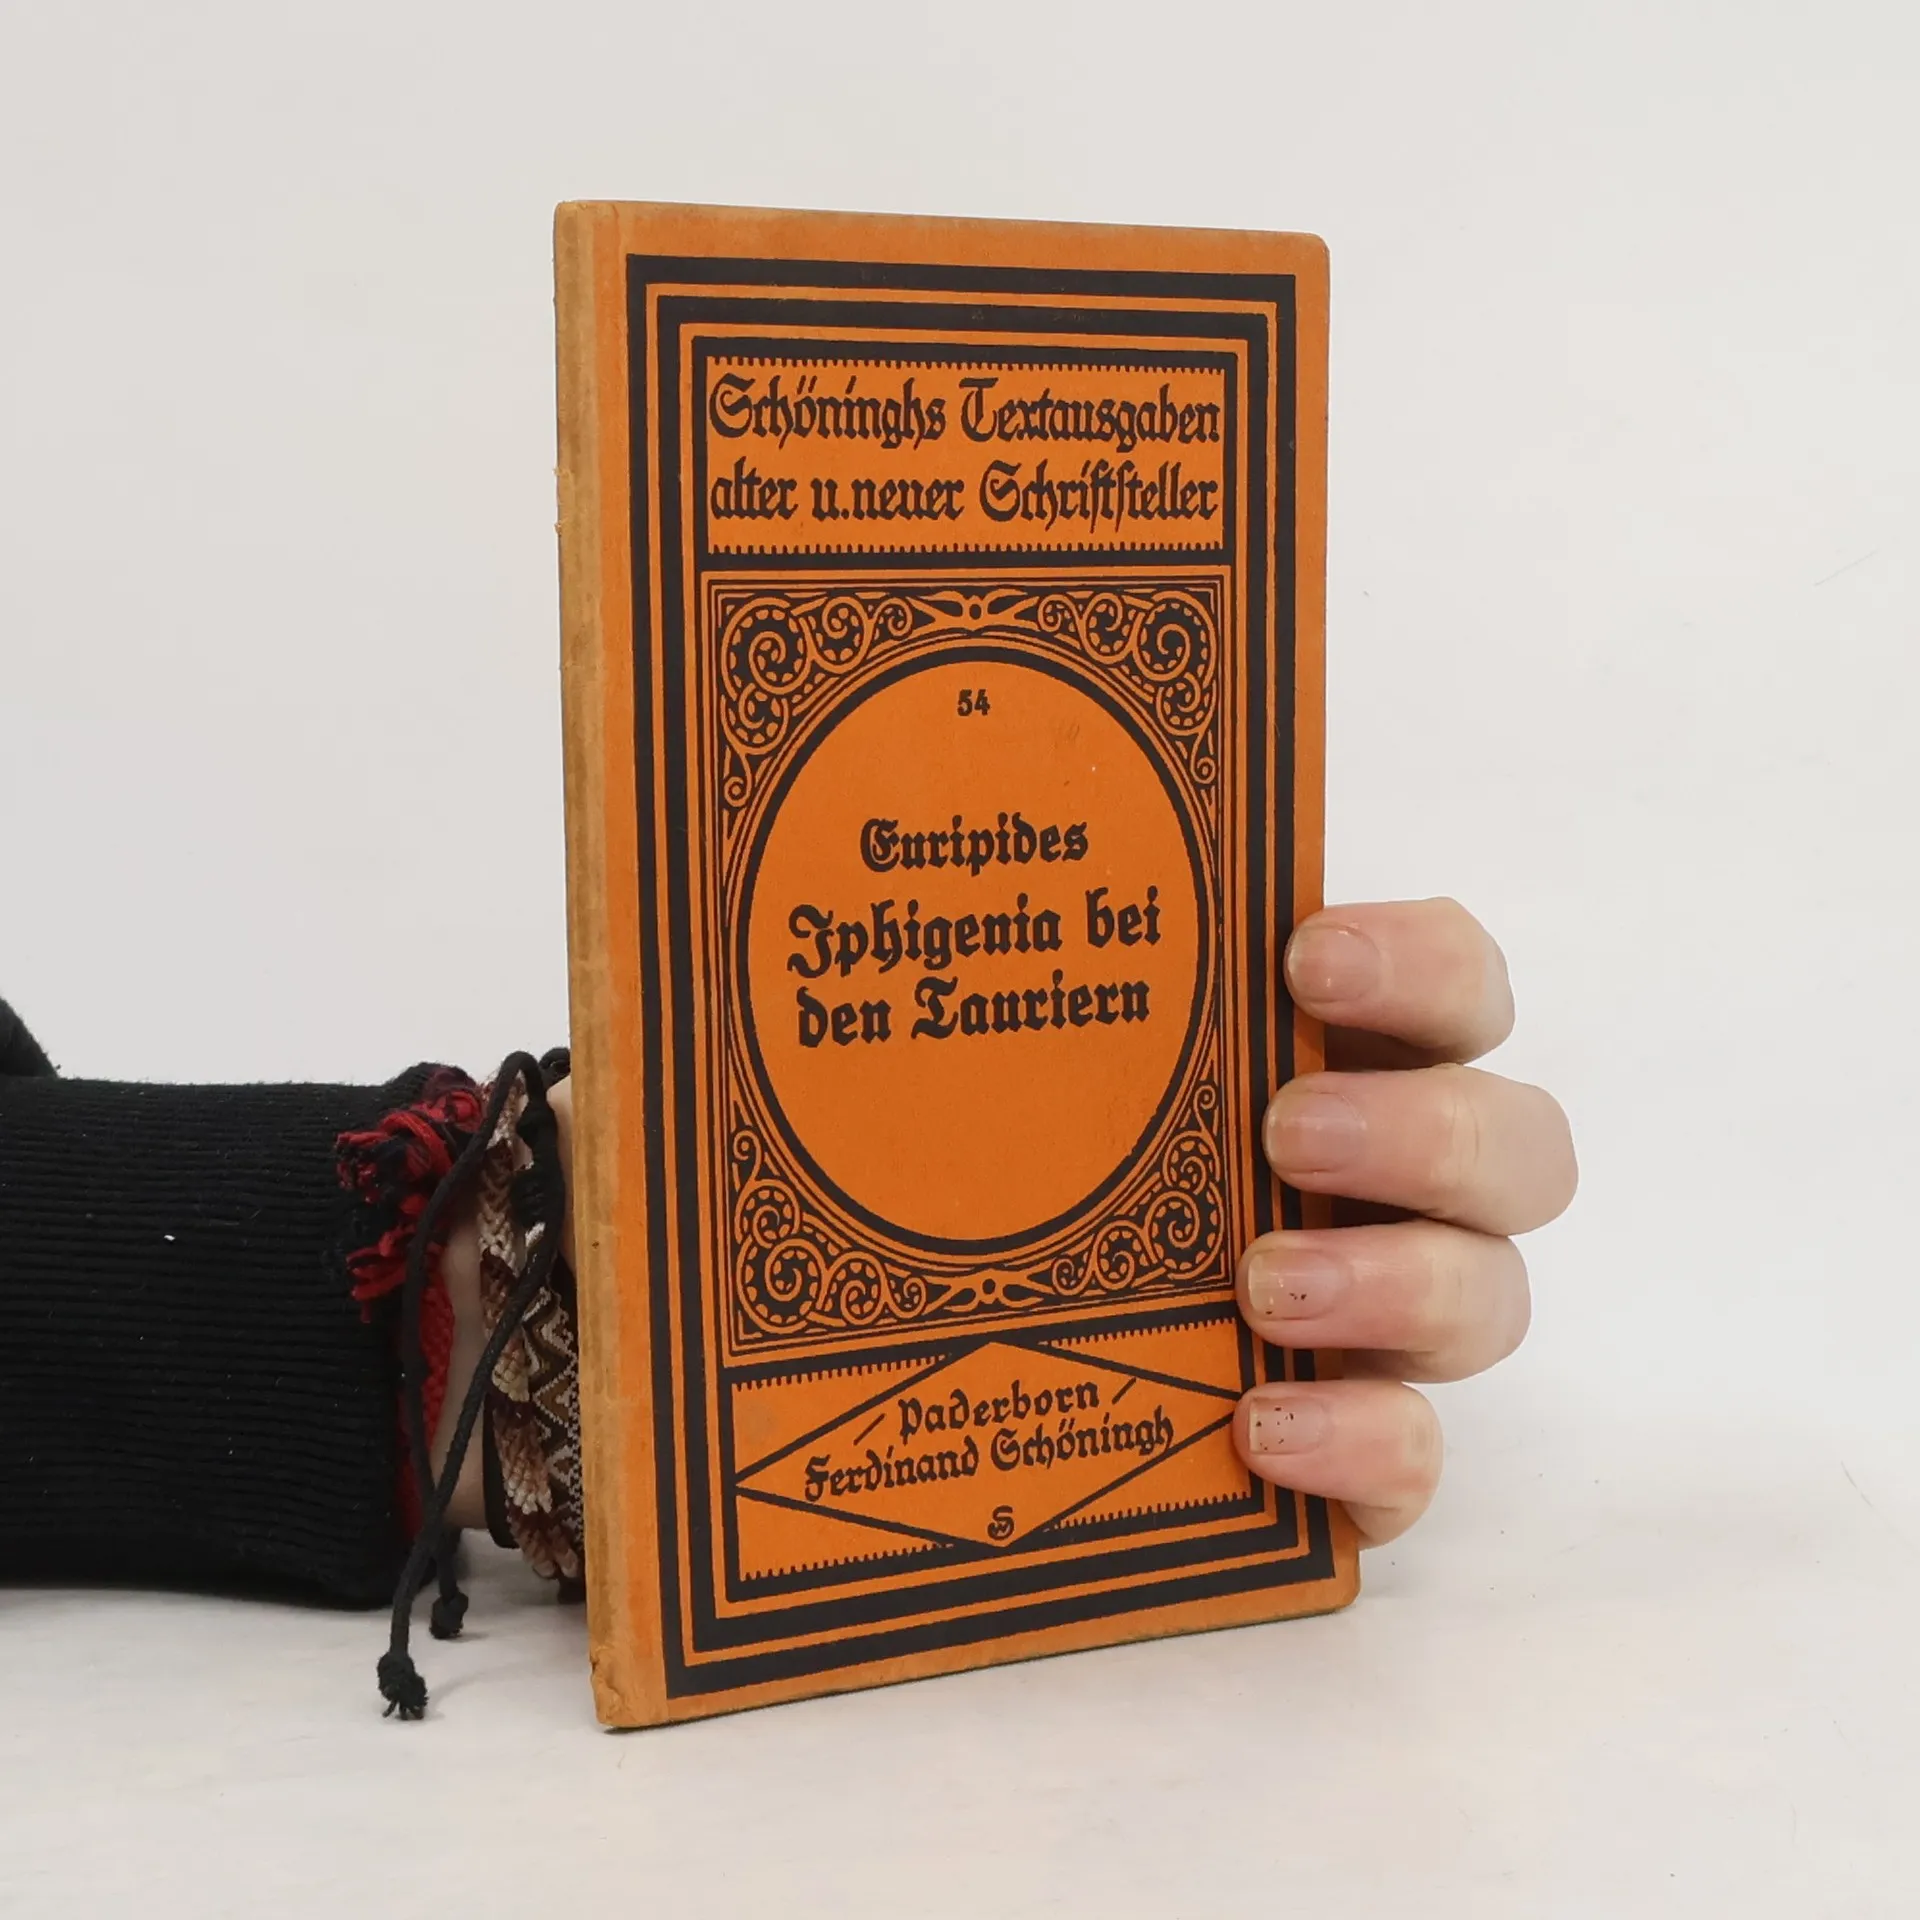 Schöninghs Textausgaben
alter u. neuer Schriftsteller
54
Euripides
Iphigenia bei
den Tauriern
Paderborn
Ferdinand Schöningh